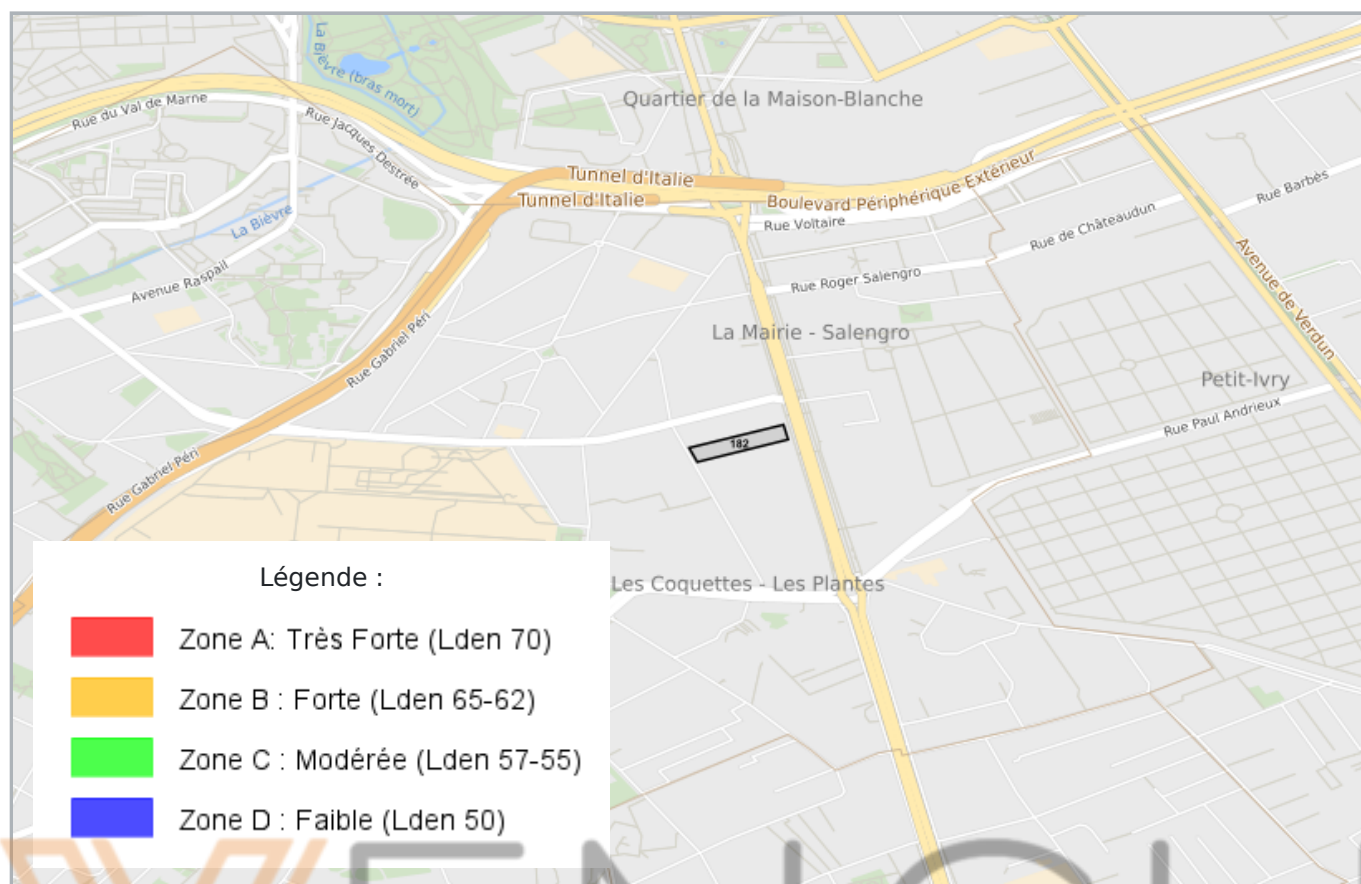 La Bièvre (bras mort)
Quartier de la Maison-Blanche
Rue du Val de Marne
Rue Jacques Destrée
Tunnel d'Italie
Tunnel d'Italie
Boulevard Périphérique Extérieur
Rue Barbès
La Bièvre
Rue Voltaire
Rue de Châteaudun
Avenue Raspail
Rue Roger Salengro
Avenue de Verdun
La Mairie - Salengro
Rue Gabriel Péri
Petit-Ivry
Rue Paul Andrieux
182
Rue Gabriel Péri
Les Coquettes - Les Plantes
Légende :
Zone A: Très Forte (Lden 70)
Zone B : Forte (Lden 65-62)
Zone C : Modérée (Lden 57-55)
Zone D : Faible (Lden 50)